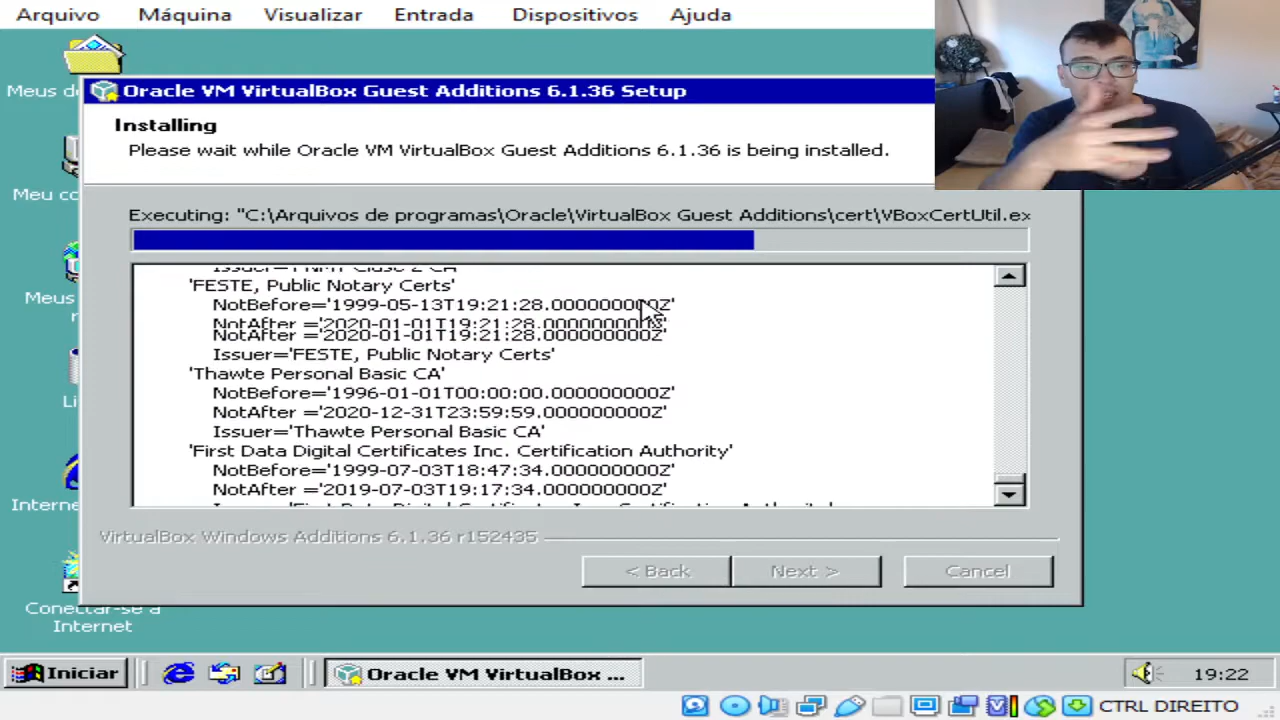 Arquivo Máquina Visualizar Entrada Dispositivos Ajuda
Meus
Oracle VM VirtualBox Guest Additions 6.1.36 Setup
Installing
Please wait while Oracle VM VirtualBox Guest Additions 6.1.36 is being installed.
Meu
Executing: "C:\Arquivos de programas\Oracle\VirtualBox Guest Additions\cert\VBoxCertUtil.ex
'FESTE, Public Notary Certs'
NotBefore='1999-05-13T19:21:28.000000000Z'
NotAfter ='2020-01-01T19:21:28.000000000Z'
NotAfter ='2020-01-01T19:21:28.000000000Z'
Issuer='FESTE, Public Notary Certs'
'Thawte Personal Basic CA'
NotBefore='1996-01-01T00:00:00.000000000Z'
NotAfter ='2020-12-31T23:59:59.000000000Z'
Issuer='Thawte Personal Basic CA'
'First Data Digital Certificates Inc. Certification Authority'
NotBefore='1999-07-03T18:47:34.000000000Z'
NotAfter ='2019-07-03T19:17:34.000000000Z'
Meus
Li
Internet
VirtualBox Windows Additions 6.1.36 r152435
< Back Next > Cancel
Conectar-se a
Internet
Iniciar
Oracle VM VirtualBox ...
19:22
CTRL DIREITO